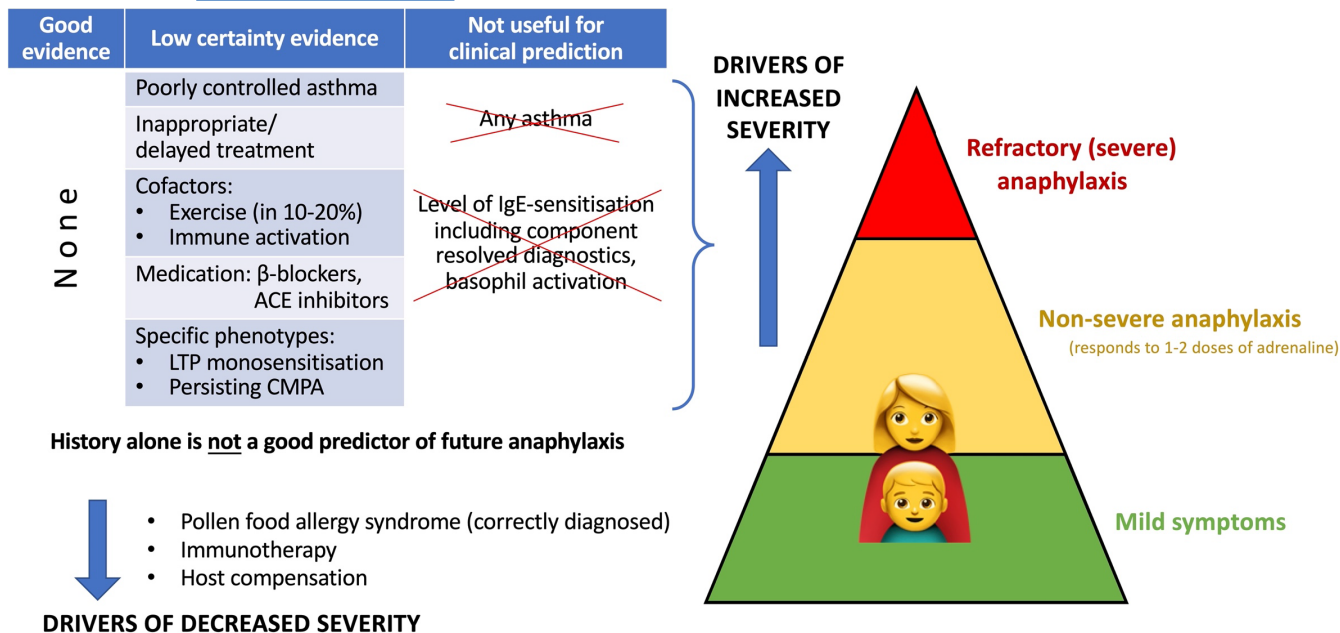 Good
evidence
Low certainty evidence
Not useful for
clinical prediction
None
Poorly controlled asthma
Inappropriate/
delayed treatment
Cofactors:
• Exercise (in 10-20%)
• Immune activation
Medication: β-blockers,
ACE inhibitors
Specific phenotypes:
• LTP monosensitisation
• Persisting CMPA
Any asthma
Level of IgE-sensitisation
including component
resolved diagnostics,
basophil activation
History alone is not a good predictor of future anaphylaxis
• Pollen food allergy syndrome (correctly diagnosed)
• Immunotherapy
• Host compensation
DRIVERS OF DECREASED SEVERITY
DRIVERS OF
INCREASED
SEVERITY
Refractory (severe)
anaphylaxis
Non-severe anaphylaxis
(responds to 1-2 doses of adrenaline)
Mild symptoms